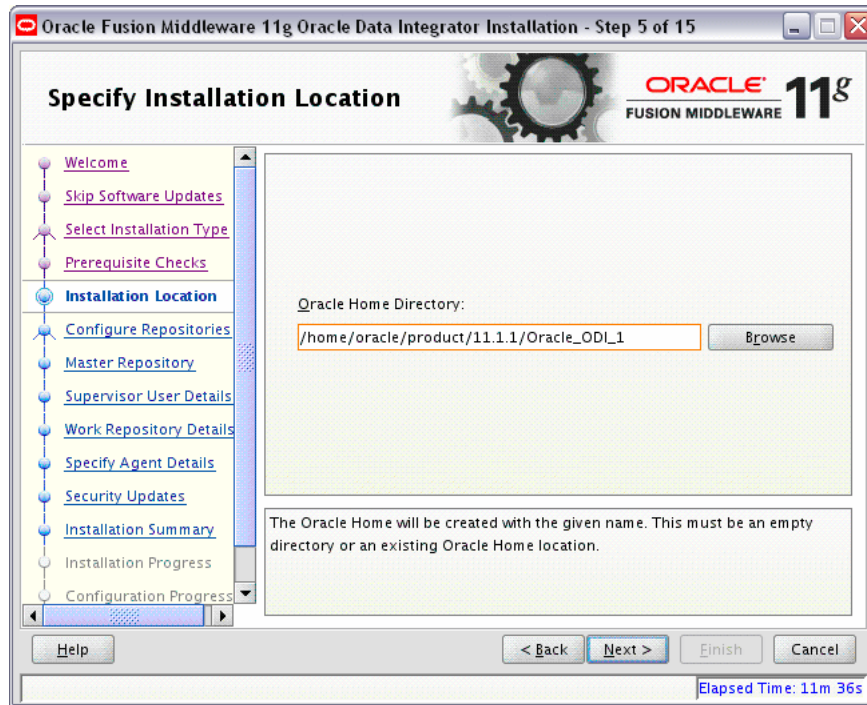 Oracle Fusion Middleware 11g Oracle Data Integrator Installation - Step 5 of 15
Specify Installation Location
ORACLE
FUSION MIDDLEWARE
11g
Welcome
Skip Software Updates
Select Installation Type
Prerequisite Checks
Installation Location
Configure Repositories
Master Repository
Supervisor User Details
Work Repository Details
Specify Agent Details
Security Updates
Installation Summary
Installation Progress
Configuration Progress
Oracle Home Directory:
/home/oracle/product/11.1.1/Oracle_ODI_1
Browse
The Oracle Home will be created with the given name. This must be an empty
directory or an existing Oracle Home location.
Help
< Back
Next >
Finish
Cancel
Elapsed Time: 11m 36s